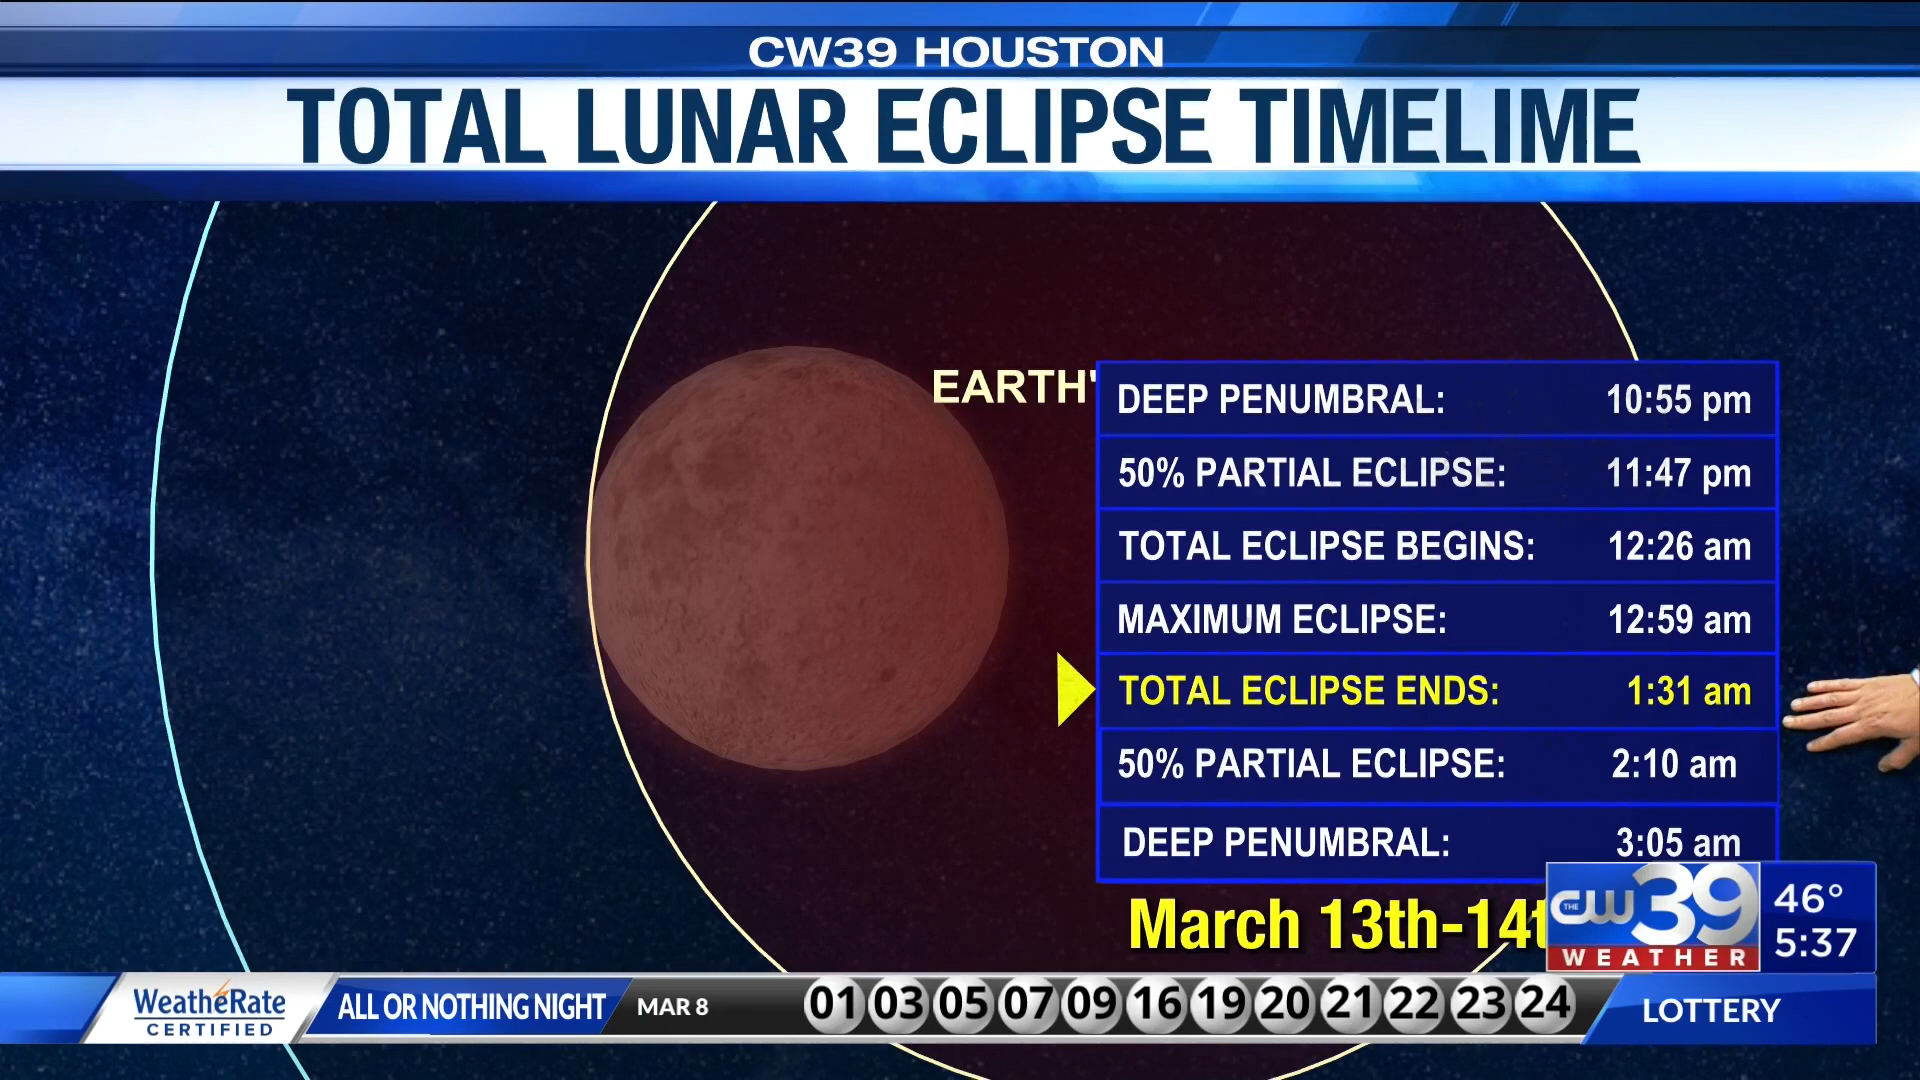 CW39 HOUSTON
TOTAL LUNAR ECLIPSE TIMELIME
EARTH'
DEEP PENUMBRAL: 10:55 pm
50% PARTIAL ECLIPSE: 11:47 pm
TOTAL ECLIPSE BEGINS: 12:26 am
MAXIMUM ECLIPSE: 12:59 am
TOTAL ECLIPSE ENDS: 1:31 am
50% PARTIAL ECLIPSE: 2:10 am
DEEP PENUMBRAL: 3:05 am
March 13th-14t
THE CW 39
WEATHER
46°
5:37
WeatheRate
CERTIFIED
ALL OR NOTHING NIGHT MAR 8 01 03 05 07 09 16 19 20 21 22 23 24 LOTTERY